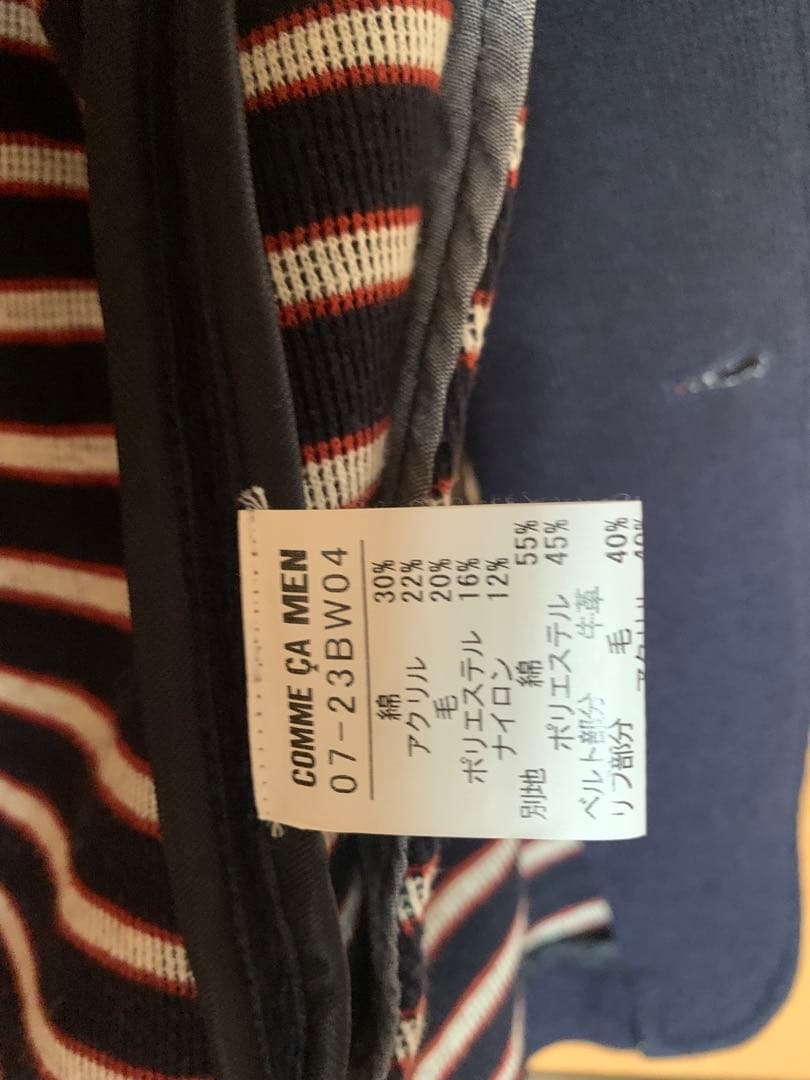 COMME ÇA MEN
07-23BW04
綿 30%
アクリル 22%
毛 20%
ポリエステル 16%
ナイロン 12%
別地 綿 55%
ポリエステル 45%
ベルト部分 牛革
リブ部分 毛 40%